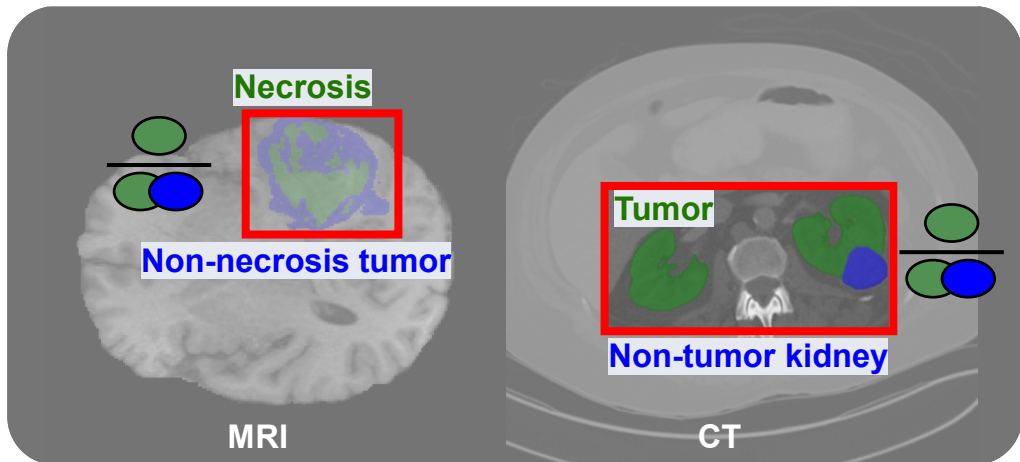 Necrosis
Non-necrosis tumor
MRI
Tumor
Non-tumor kidney
CT